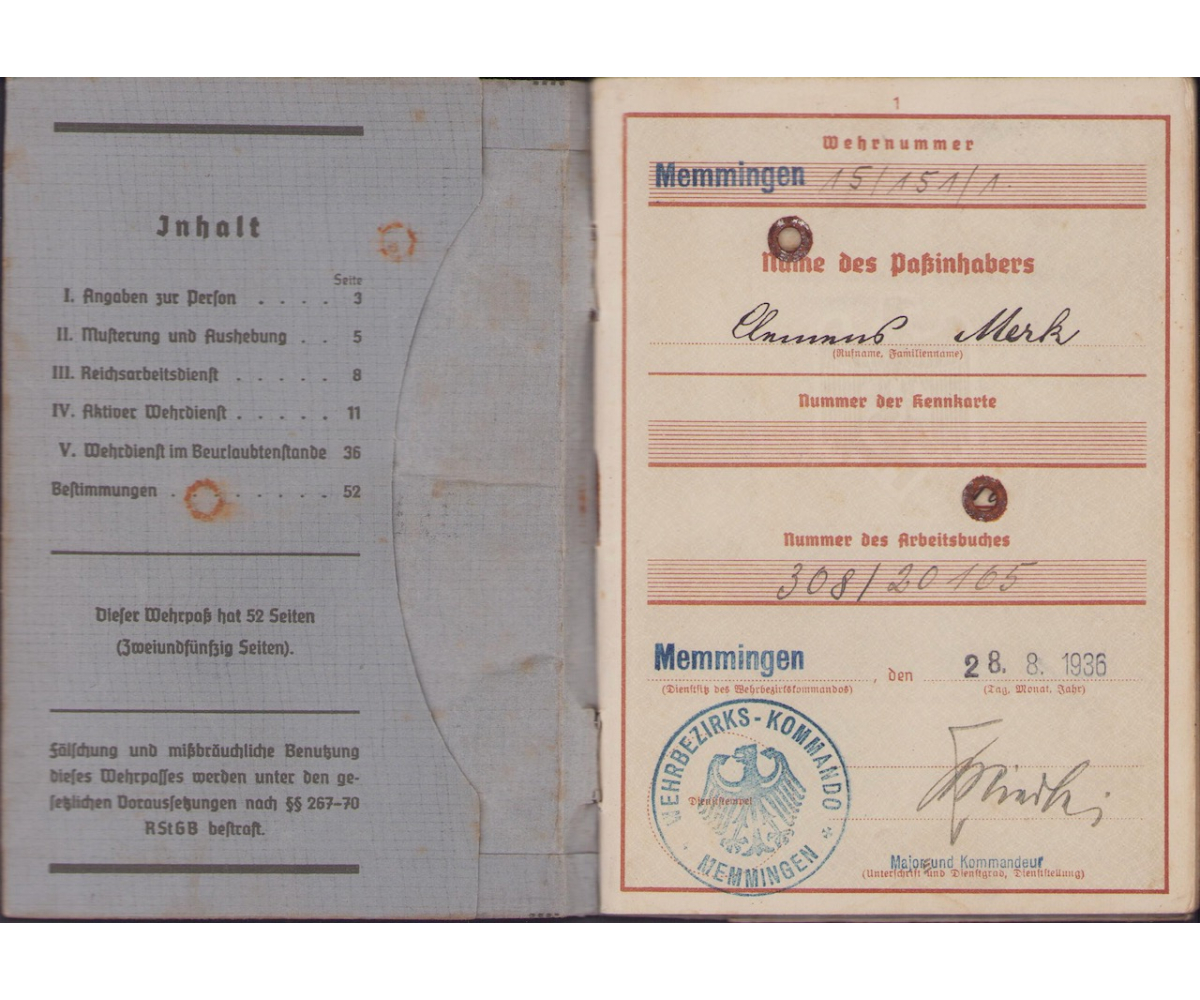 Inhalt
Seite
I. Angaben zur Person . . . . 3
II. Musterung und Aushebung . . 5
III. Reichsarbeitsdienst . . . . . 8
IV. Aktiver Wehrdienst . . . . . 11
V. Wehrdienst im Beurlaubtenstande 36
Bestimmungen . . . . . . . . 52
Dieser Wehrpaß hat 52 Seiten
(Zweiundfünfzig Seiten).
Fälschung und mißbräuchliche Benutzung
dieses Wehrpasses werden unter den ge-
setzlichen Voraussetzungen nach §§ 267-70
RStGB bestraft.
1
Wehrnummer
Memmingen 15/151/1.
Name des Paßinhabers
Clemens Merk
(Rufname, Familienname)
Nummer der Kennkarte
Nummer des Arbeitsbuches
308/20165
Memmingen, den 28. 8. 1936
(Dienstsitz des Wehrbezirkskommandos) (Tag, Monat, Jahr)
WEHRBEZIRKS-KOMMANDO
Dienststempel
MEMMINGEN
Major und Kommandeur
(Unterschrift und Dienstgrad, Dienststellung)